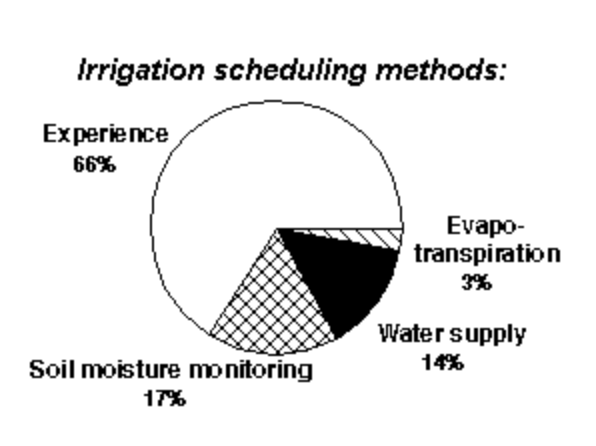 Irrigation scheduling methods:
Experience
66%
Evapo-
transpiration
3%
Water supply
14%
Soil moisture monitoring
17%